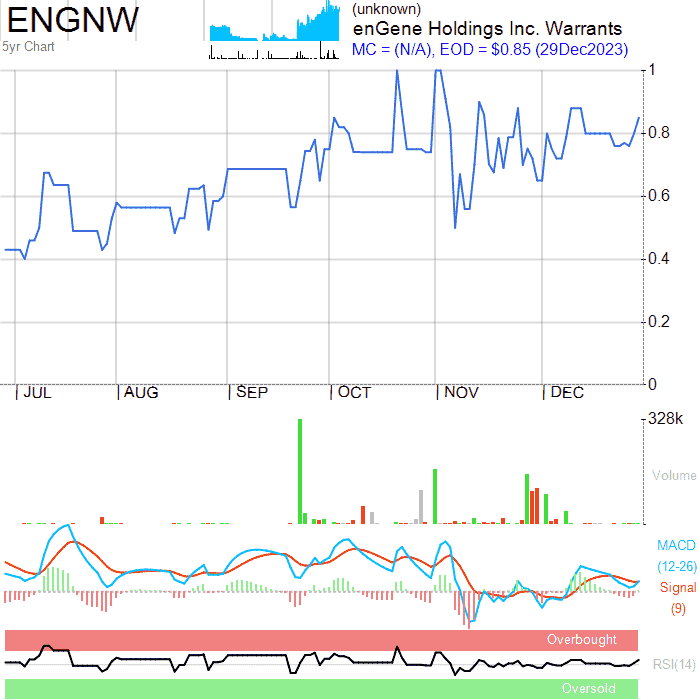 ENGNW
5yr Chart
(unknown)
enGene Holdings Inc. Warrants
MC = (N/A), EOD = $0.85 (29Dec2023)
1
0.8
0.6
0.4
0.2
0
JUL AUG SEP OCT NOV DEC
328k
Volume
MACD
(12-26)
Signal
(9)
Overbought
RSI(14)
Oversold